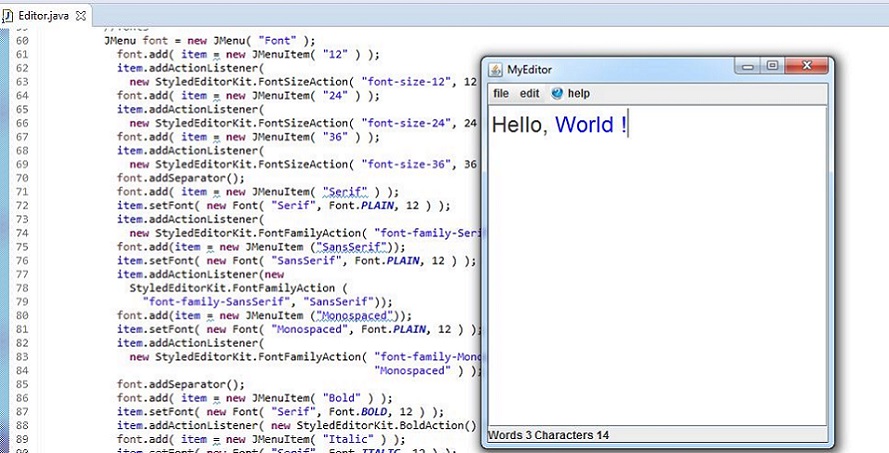 Editor.java
59 //fonts
60 JMenu font = new JMenu( "Font" );
61 font.add( item = new JMenuItem( "12" ) );
62 item.addActionListener(
63 new StyledEditorKit.FontSizeAction( "font-size-12", 12
64 font.add( item = new JMenuItem( "24" ) );
65 item.addActionListener(
66 new StyledEditorKit.FontSizeAction( "font-size-24", 24
67 font.add( item = new JMenuItem( "36" ) );
68 item.addActionListener(
69 new StyledEditorKit.FontSizeAction( "font-size-36", 36
70 font.addSeparator();
71 font.add( item = new JMenuItem( "Serif" ) );
72 item.setFont( new Font( "Serif", Font.PLAIN, 12 ) );
73 item.addActionListener(
74 new StyledEditorKit.FontFamilyAction( "font-family-Seri
75 font.add(item = new JMenuItem ("SansSerif"));
76 item.setFont( new Font( "SansSerif", Font.PLAIN, 12 ) );
77 item.addActionListener(new
78 StyledEditorKit.FontFamilyAction (
79 "font-family-SansSerif", "SansSerif"));
80 font.add(item = new JMenuItem ("Monospaced"));
81 item.setFont( new Font( "Monospaced", Font.PLAIN, 12 ) );
82 item.addActionListener(
83 new StyledEditorKit.FontFamilyAction( "font-family-Mono
84 "Monospaced" ) );
85 font.addSeparator();
86 font.add( item = new JMenuItem( "Bold" ) );
87 item.setFont( new Font( "Serif", Font.BOLD, 12 ) );
88 item.addActionListener( new StyledEditorKit.BoldAction()
89 font.add( item = new JMenuItem( "Italic" ) );
90 item.setFont( new Font( "Serif", Font.ITALIC, 12 ) );
MyEditor
file edit help
Hello, World !
Words 3 Characters 14